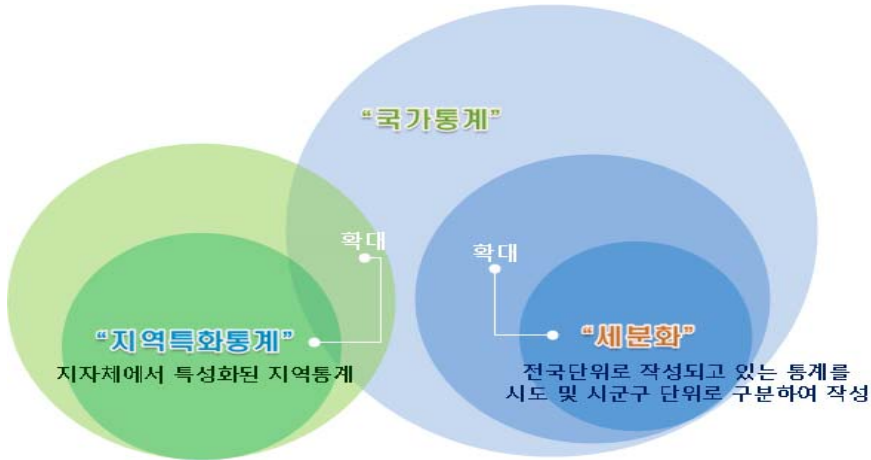 “국가통계”
확대
확대
“지역특화통계”
지자체에서 특성화된 지역통계
“세분화”
전국단위로 작성되고 있는 통계를
시도 및 시군구 단위로 구분하여 작성